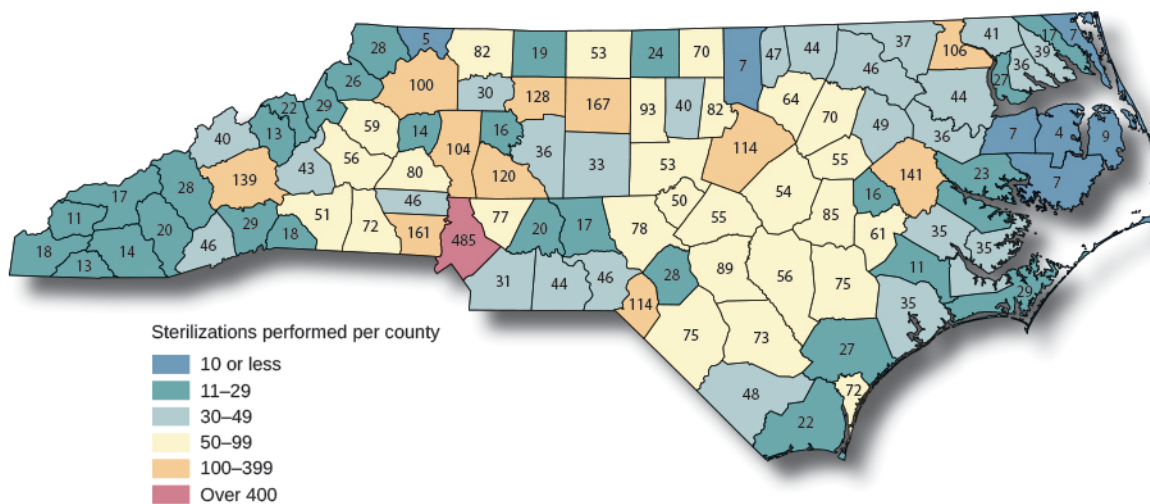 28 5 82 19 53 24 70 7 47 44 37 106 41 17 7
26 100 30 128 167 93 40 82 64 70 46 44 27 36 39
40 22 29 13 59 14 104 16 36 33 53 114 55 49 36 7 4 9
139 43 56 80 120 50 54 16 141 23 7
17 28 46
11 20 29 18 51 72 161 485 77 20 17 78 55 85 61 35 35
18 13 14 46 31 44 46 28 89 56 75 11 29
114 75 73 35
27
48 72
22
Sterilizations performed per county
10 or less
11–29
30–49
50–99
100–399
Over 400